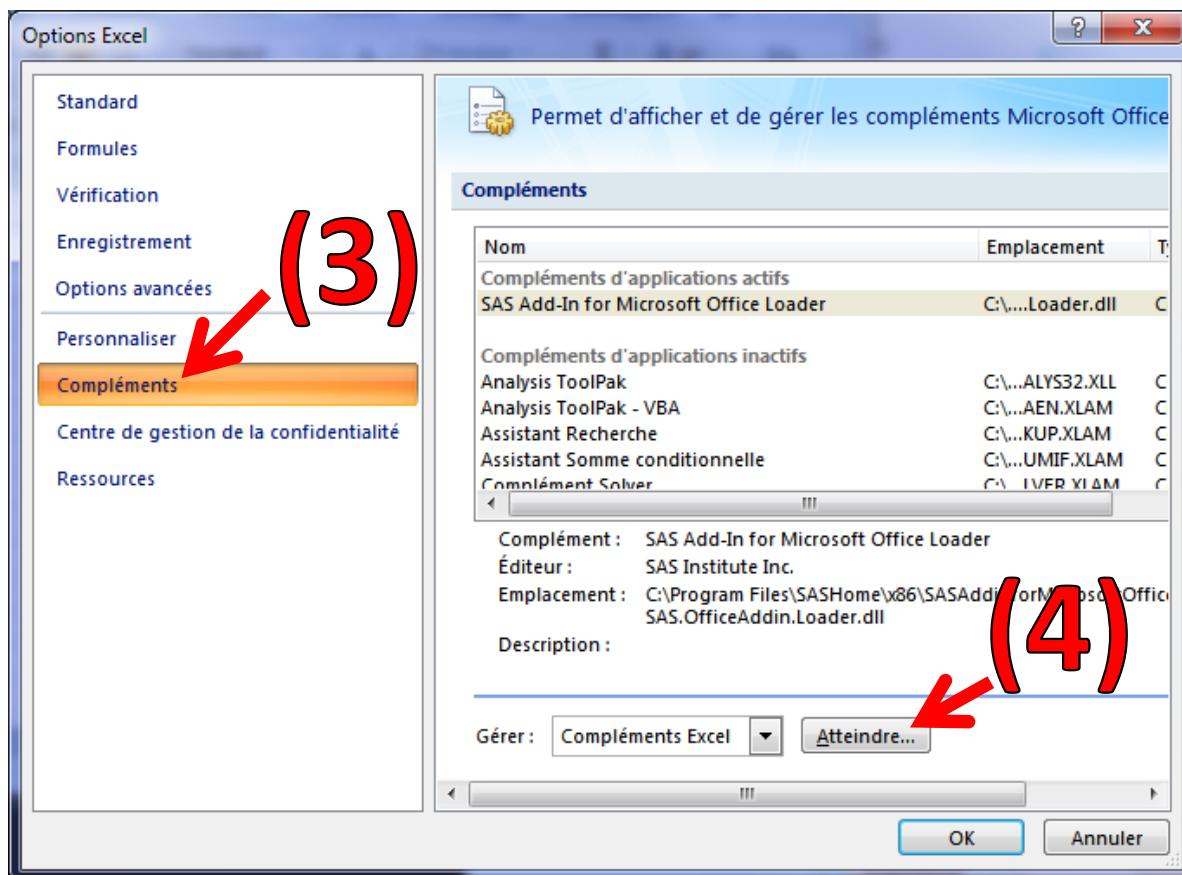 Options Excel
Standard
Formules
Vérification
Enregistrement
Options avancées
Personnaliser
Compléments
Centre de gestion de la confidentialité
Ressources
(3)
Permet d'afficher et de gérer les compléments Microsoft Office
Compléments
Nom Emplacement
Compléments d'applications actifs
SAS Add-In for Microsoft Office Loader C:\....Loader.dll C
Compléments d'applications inactifs
Analysis ToolPak C:\...ALYS32.XLL C
Analysis ToolPak - VBA C:\...AEN.XLAM C
Assistant Recherche C:\...KUP.XLAM C
Assistant Somme conditionnelle C:\...UMIF.XLAM C
Complément Solver C:\...LVER.XLAM C
Complément : SAS Add-In for Microsoft Office Loader
Éditeur : SAS Institute Inc.
Emplacement : C:\Program Files\SASHome\x86\
SAS.OfficeAddin.Loader.dll
Description :
(4)
Gérer : Compléments Excel Atteindre...
OK Annuler